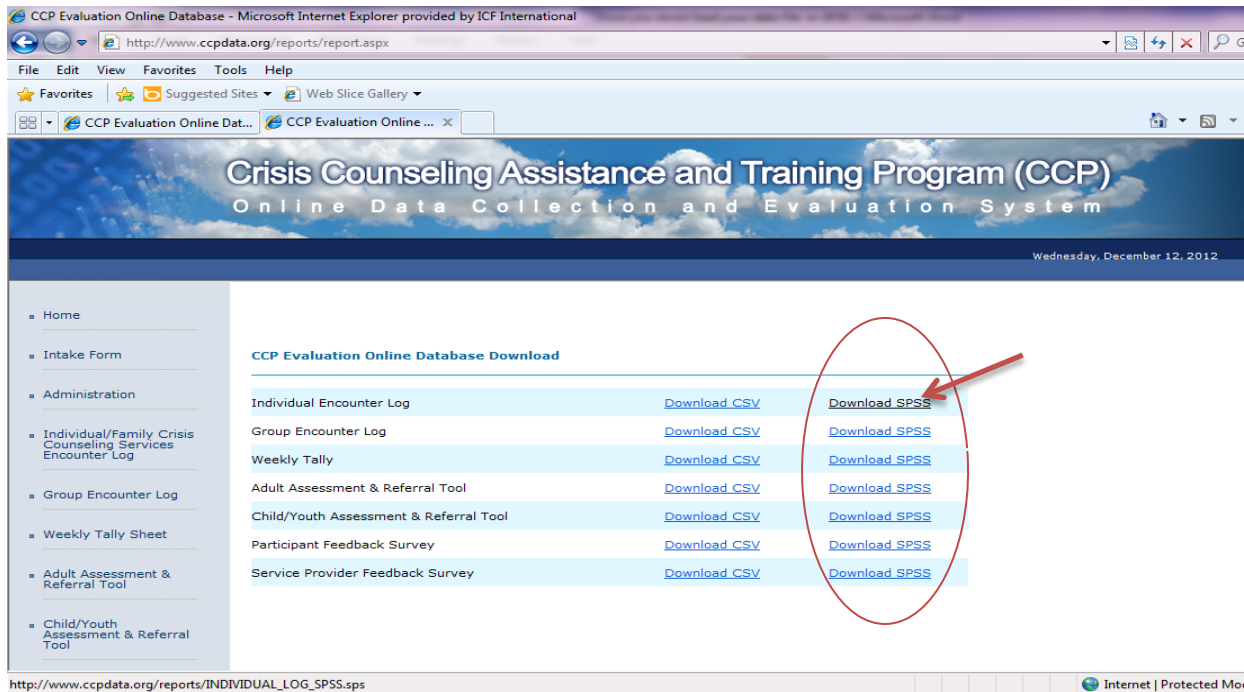 CCP Evaluation Online Database - Microsoft Internet Explorer provided by ICF International
http://www.ccpdata.org/reports/report.aspx
File Edit View Favorites Tools Help
Favorites Suggested Sites Web Slice Gallery
CCP Evaluation Online Dat... CCP Evaluation Online ... X
Crisis Counseling Assistance and Training Program (CCP)
Online Data Collection and Evaluation System
Wednesday, December 12, 2012
Home
Intake Form
Administration
Individual/Family Crisis
Counseling Services
Encounter Log
Group Encounter Log
Weekly Tally Sheet
Adult Assessment &
Referral Tool
Child/Youth
Assessment & Referral
Tool
CCP Evaluation Online Database Download
Individual Encounter Log Download CSV Download SPSS
Group Encounter Log Download CSV Download SPSS
Weekly Tally Download CSV Download SPSS
Adult Assessment & Referral Tool Download CSV Download SPSS
Child/Youth Assessment & Referral Tool Download CSV Download SPSS
Participant Feedback Survey Download CSV Download SPSS
Service Provider Feedback Survey Download CSV Download SPSS
http://www.ccpdata.org/reports/INDIVIDUAL_LOG_SPSS.sps
Internet | Protected Mo